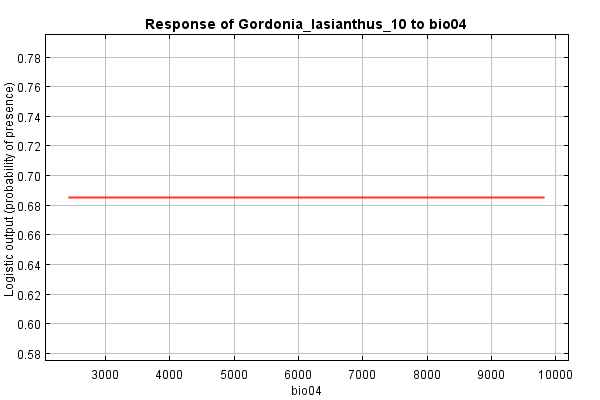 Response of Gordonia_lasianthus_10 to bio04
Logistic output (probability of presence)
0.78
0.76
0.74
0.72
0.70
0.68
0.66
0.64
0.62
0.60
0.58
3000 4000 5000 6000 7000 8000 9000 10000
bio04